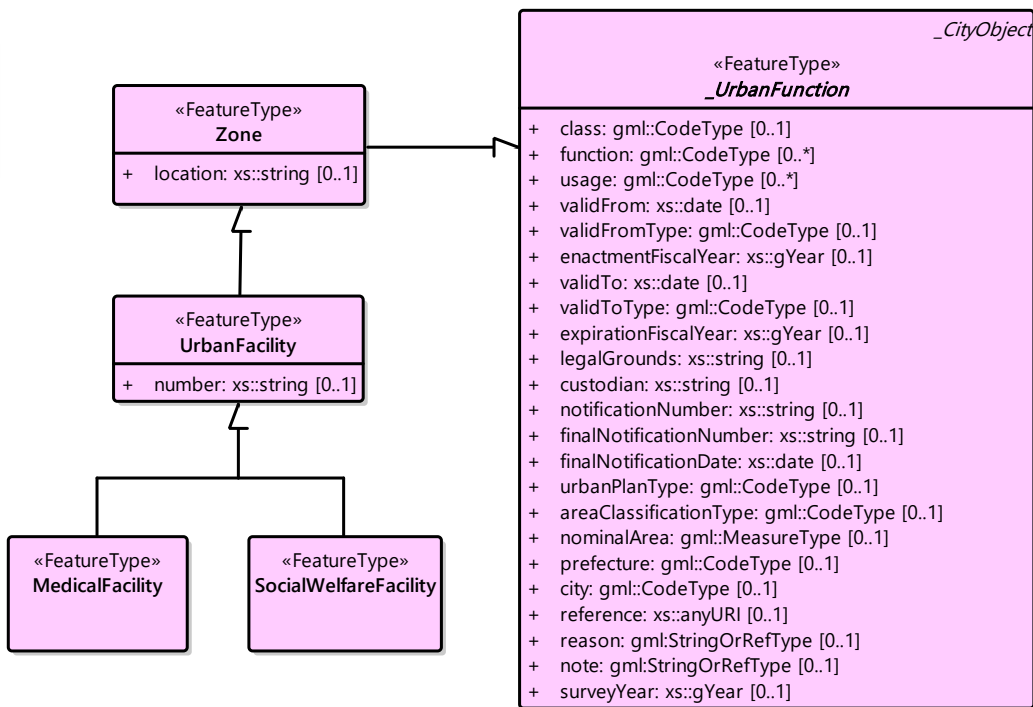 _CityObject
«FeatureType»
_UrbanFunction
+ class: gml::CodeType [0..1]
+ function: gml::CodeType [0..*]
+ usage: gml::CodeType [0..*]
+ validFrom: xs::date [0..1]
+ validFromType: gml::CodeType [0..1]
+ enactmentFiscalYear: xs::gYear [0..1]
+ validTo: xs::date [0..1]
+ validToType: gml::CodeType [0..1]
+ expirationFiscalYear: xs::gYear [0..1]
+ legalGrounds: xs::string [0..1]
+ custodian: xs::string [0..1]
+ notificationNumber: xs::string [0..1]
+ finalNotificationNumber: xs::string [0..1]
+ finalNotificationDate: xs::date [0..1]
+ urbanPlanType: gml::CodeType [0..1]
+ areaClassificationType: gml::CodeType [0..1]
+ nominalArea: gml::MeasureType [0..1]
+ prefecture: gml::CodeType [0..1]
+ city: gml::CodeType [0..1]
+ reference: xs::anyURI [0..1]
+ reason: gml:StringOrRefType [0..1]
+ note: gml:StringOrRefType [0..1]
+ surveyYear: xs::gYear [0..1]
«FeatureType»
Zone
+ location: xs::string [0..1]
«FeatureType»
UrbanFacility
+ number: xs::string [0..1]
«FeatureType»
MedicalFacility
«FeatureType»
SocialWelfareFacility